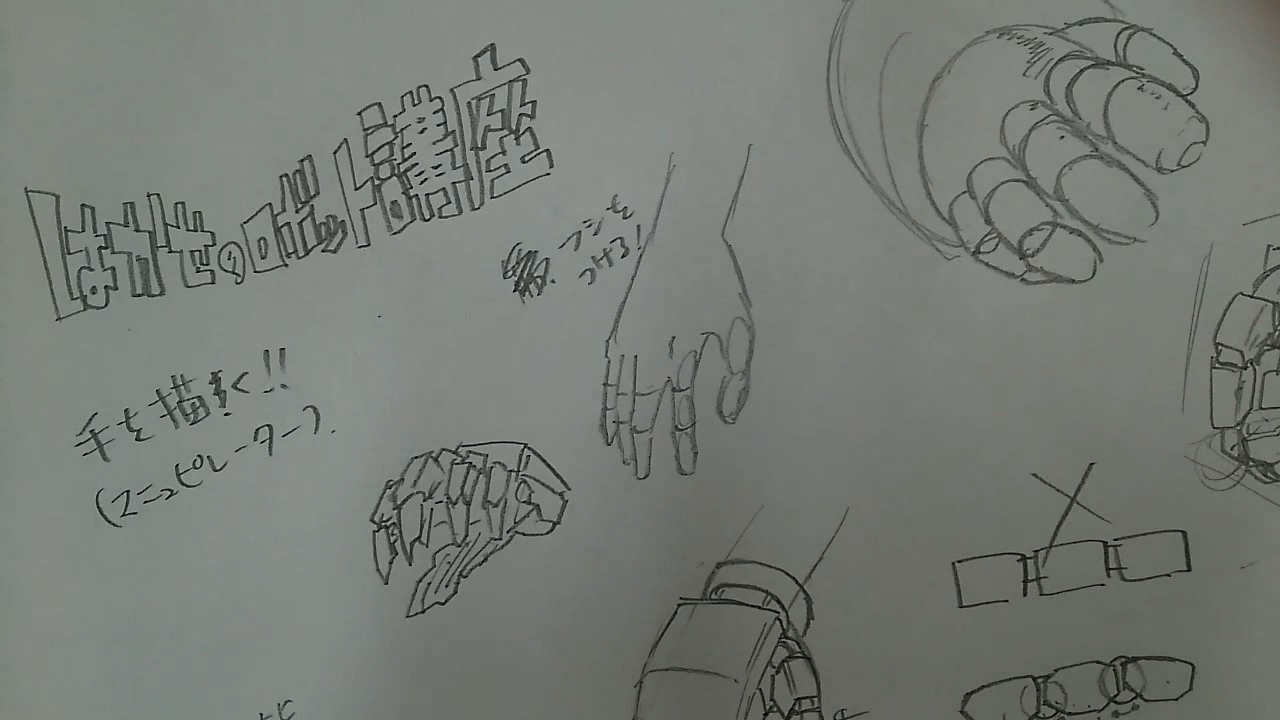 はかせのロボット講座
フシを
つける!
手を描く!!
(マニュピレーター)